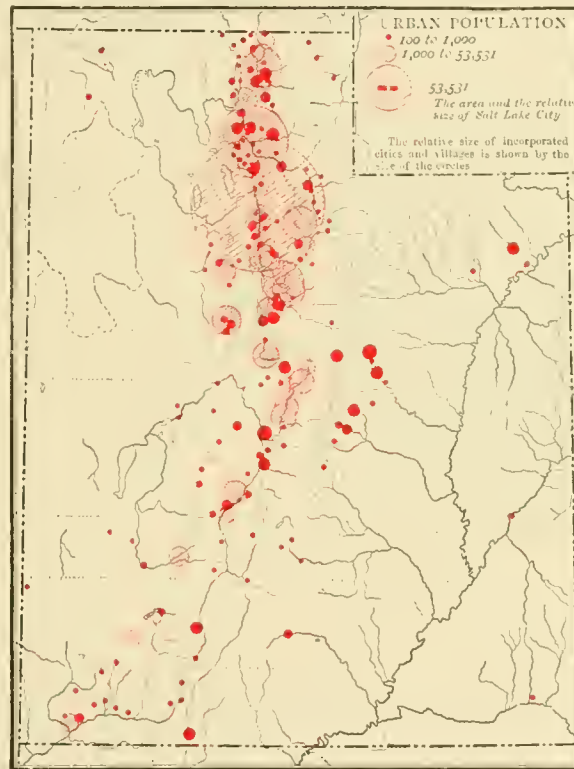 URBAN POPULATION
100 to 1,000
1,000 to 53,531
53,531
The area and the relative
size of Salt Lake City
The relative size of incorporated
cities and villages is shown by the
size of the circles